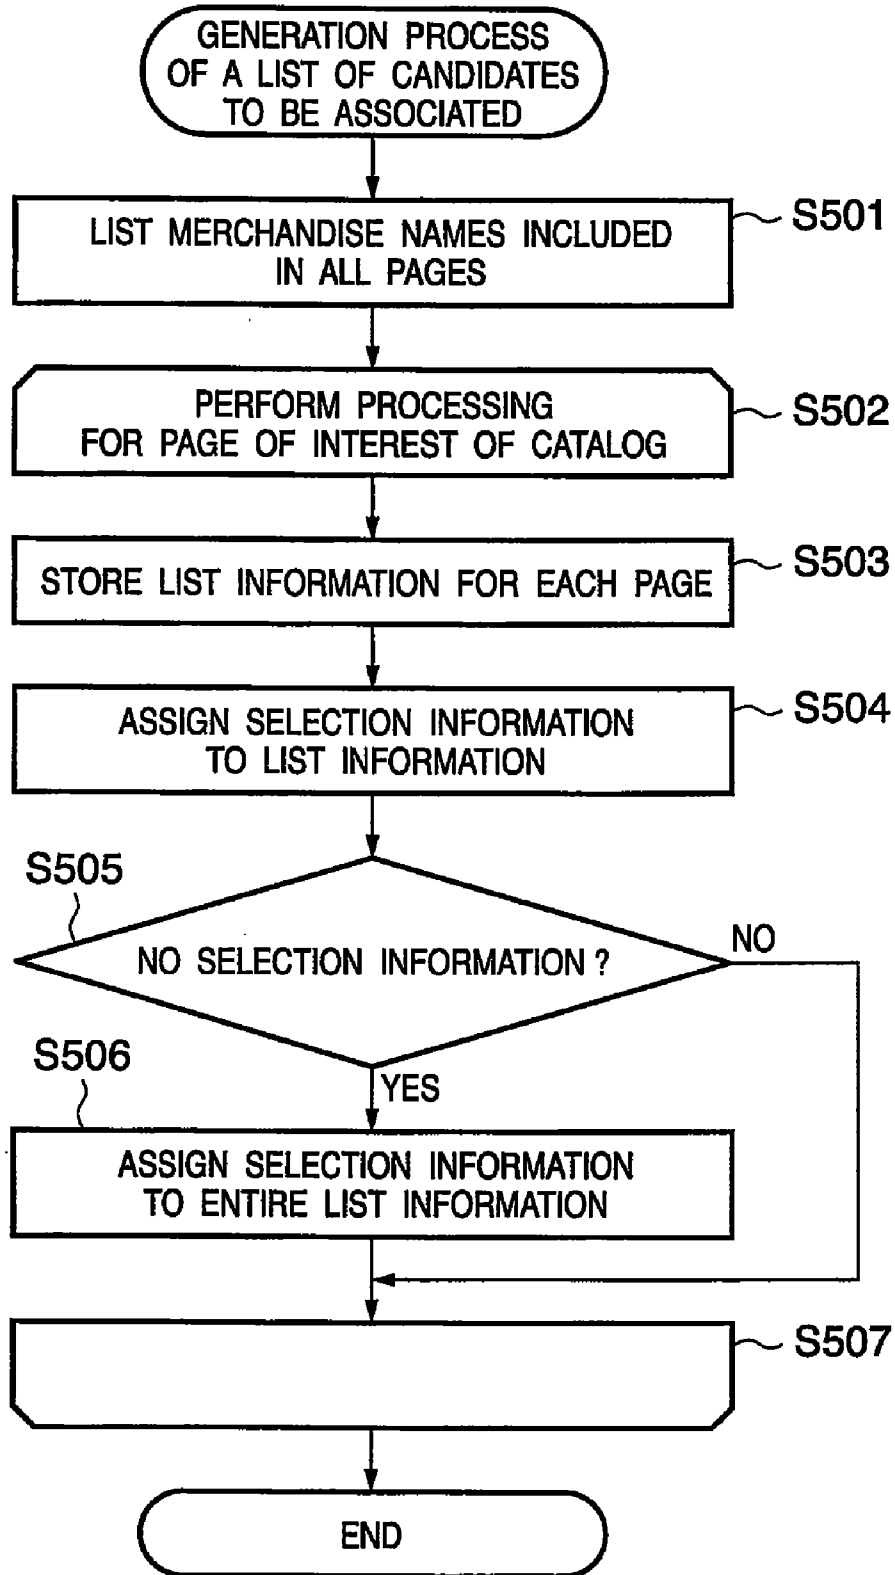 GENERATION PROCESS
OF A LIST OF CANDIDATES
TO BE ASSOCIATED
LIST MERCHANDISE NAMES INCLUDED
IN ALL PAGES
S501
PERFORM PROCESSING
FOR PAGE OF INTEREST OF CATALOG
S502
STORE LIST INFORMATION FOR EACH PAGE
S503
ASSIGN SELECTION INFORMATION
TO LIST INFORMATION
S504
S505
NO SELECTION INFORMATION ?
NO
YES
S506
ASSIGN SELECTION INFORMATION
TO ENTIRE LIST INFORMATION
S507
END